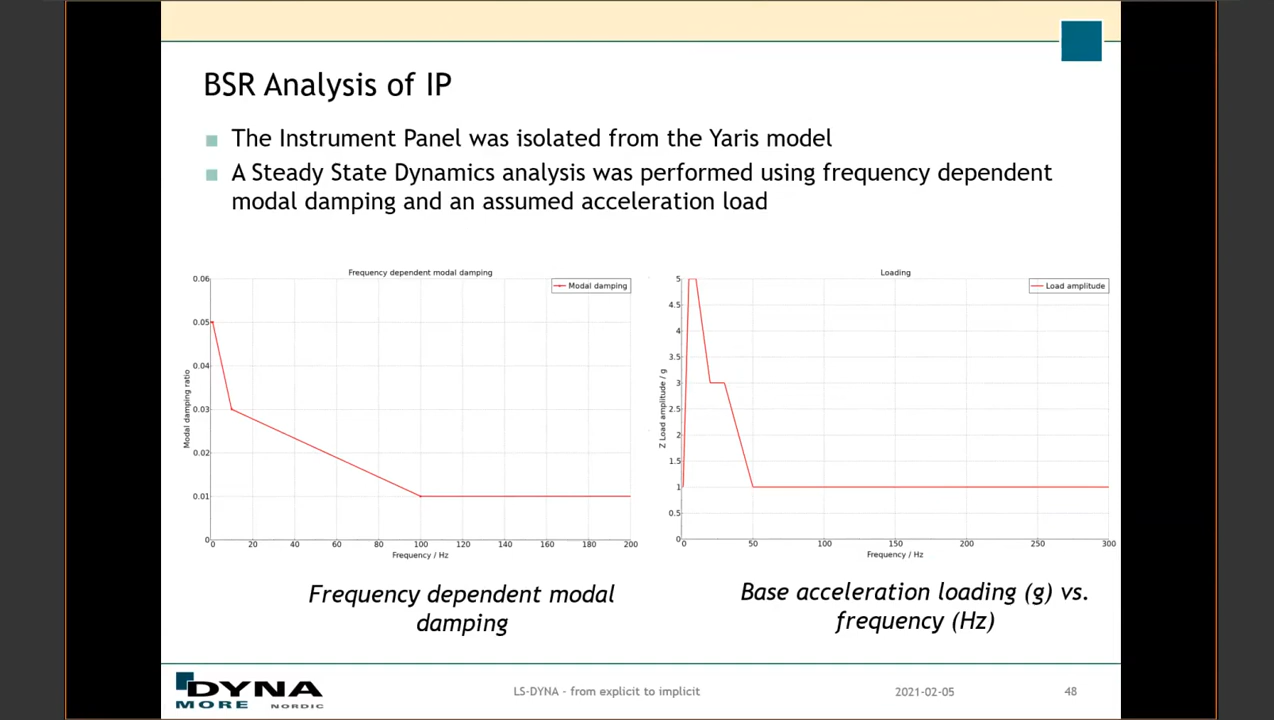 BSR Analysis of IP
The Instrument Panel was isolated from the Yaris model
A Steady State Dynamics analysis was performed using frequency dependent
modal damping and an assumed acceleration load
Frequency dependent modal damping
Modal damping
0.06
0.05
0.04
0.03
0.02
0.01
0
Modal damping ratio
0 20 40 60 80 100 120 140 160 180 200
Frequency / Hz
Loading
Load amplitude
5
4.5
4
3.5
3
2.5
2
1.5
1
0.5
0
Z Load amplitude / g
0 50 100 150 200 250 300
Frequency / Hz
Frequency dependent modal
damping
Base acceleration loading (g) vs.
frequency (Hz)
DYNA
MORE NORDIC
LS-DYNA - from explicit to implicit
2021-02-05
48